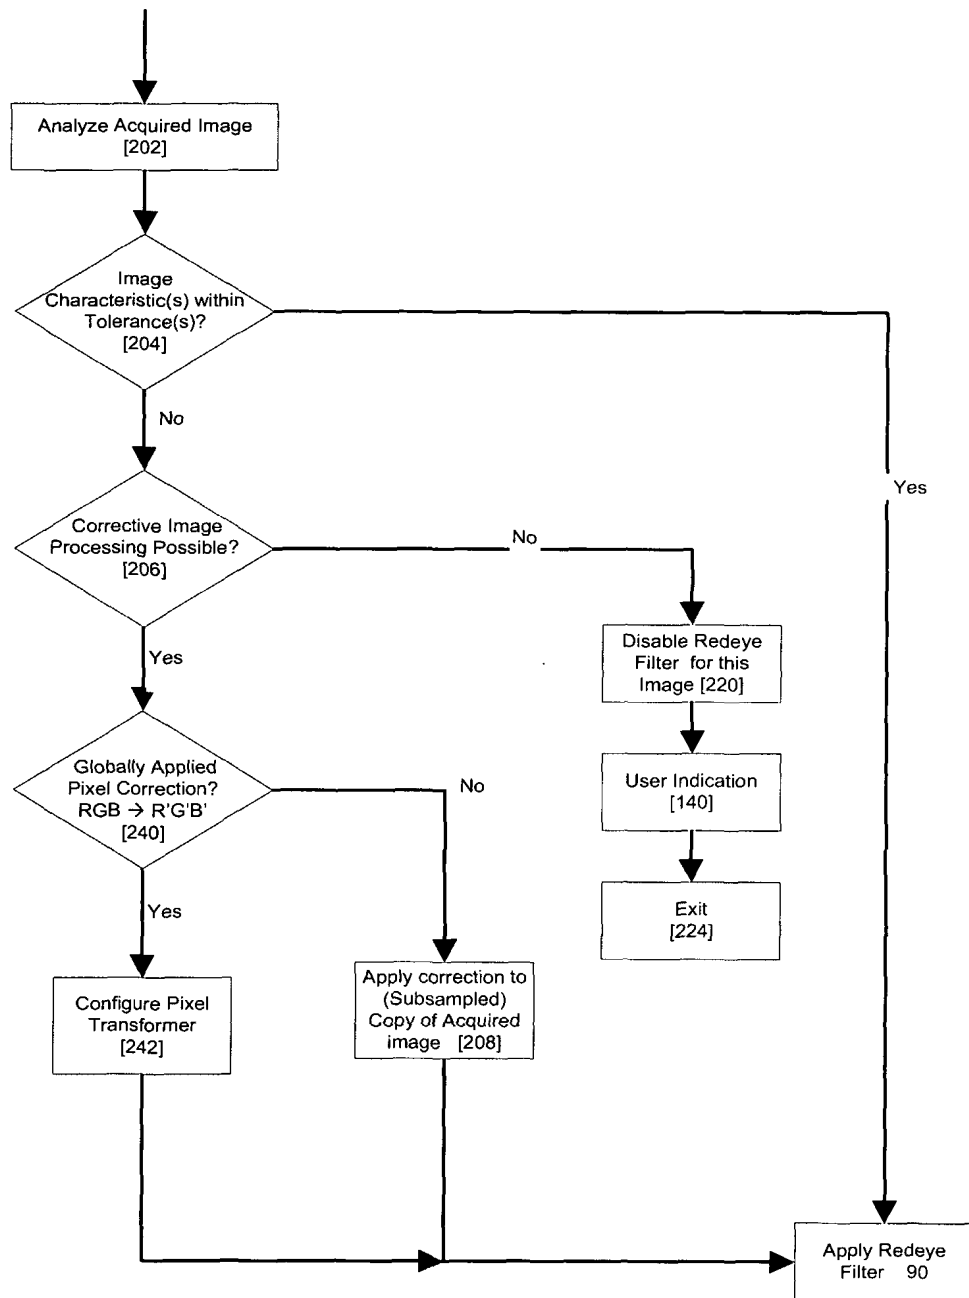 Analyze Acquired Image
[202]
Image
Characteristic(s) within
Tolerance(s)?
[204]
No
Yes
Corrective Image
Processing Possible?
[206]
No
Yes
Disable Redeye
Filter for this
Image [220]
User Indication
[140]
Exit
[224]
Globally Applied
Pixel Correction?
RGB → R'G'B'
[240]
No
Yes
Configure Pixel
Transformer
[242]
Apply correction to
(Subsampled)
Copy of Acquired
image [208]
Apply Redeye
Filter 90